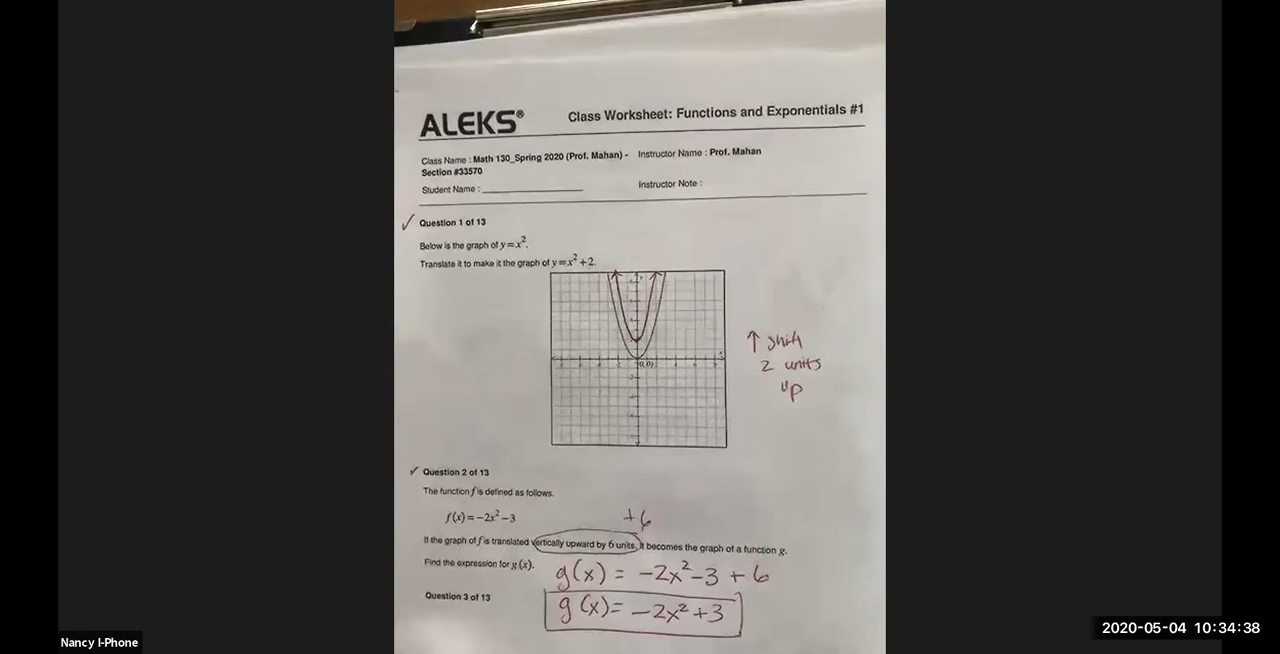 ALEKS®
Class Worksheet: Functions and Exponentials #1
Class Name : Math 130_Spring 2020 (Prof. Mahan) -
Section #33570
Instructor Name : Prof. Mahan
Student Name :
Instructor Note :
✓ Question 1 of 13
Below is the graph of y=x².
Translate it to make it the graph of y=x²+2.
↑ shift
2 units
up
✓ Question 2 of 13
The function f is defined as follows.
f(x)=−2x²−3
+6
If the graph of f is translated vertically upward by 6 units, it becomes the graph of a function g.
Find the expression for g(x).
g(x) = −2x²−3 + 6
Question 3 of 13
g(x)= −2x²+3
Nancy I-Phone
2020-05-04 10:34:38